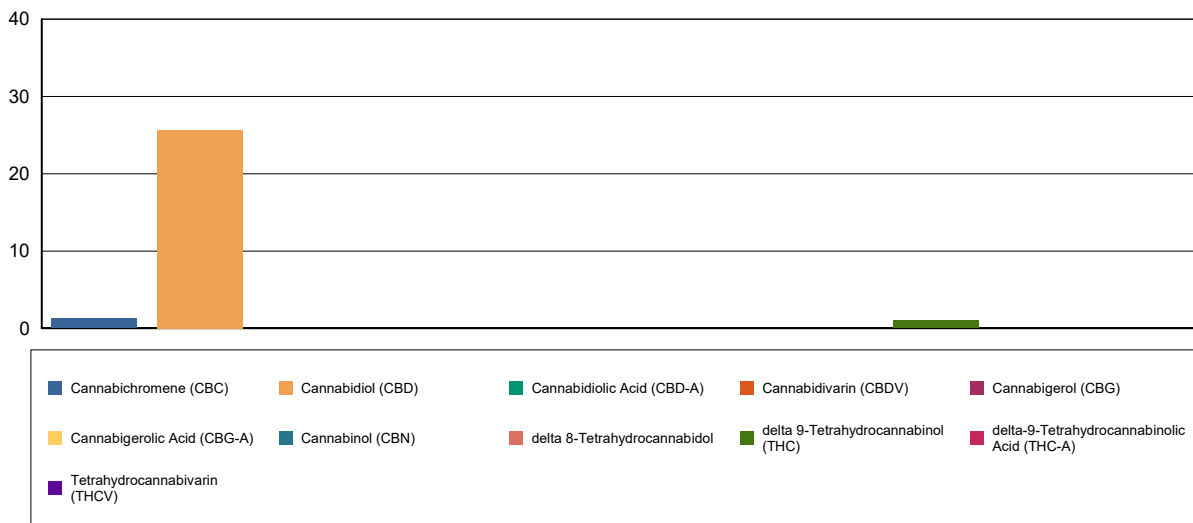 40
30
20
10
0
Cannabichromene (CBC)
Cannabidiol (CBD)
Cannabidiolic Acid (CBD-A)
Cannabidivarin (CBDV)
Cannabigerol (CBG)
Cannabigerolic Acid (CBG-A)
Cannabinol (CBN)
delta 8-Tetrahydrocannabidol
delta 9-Tetrahydrocannabinol
(THC)
delta-9-Tetrahydrocannabinolic
Acid (THC-A)
Tetrahydrocannabivarin
(THCV)